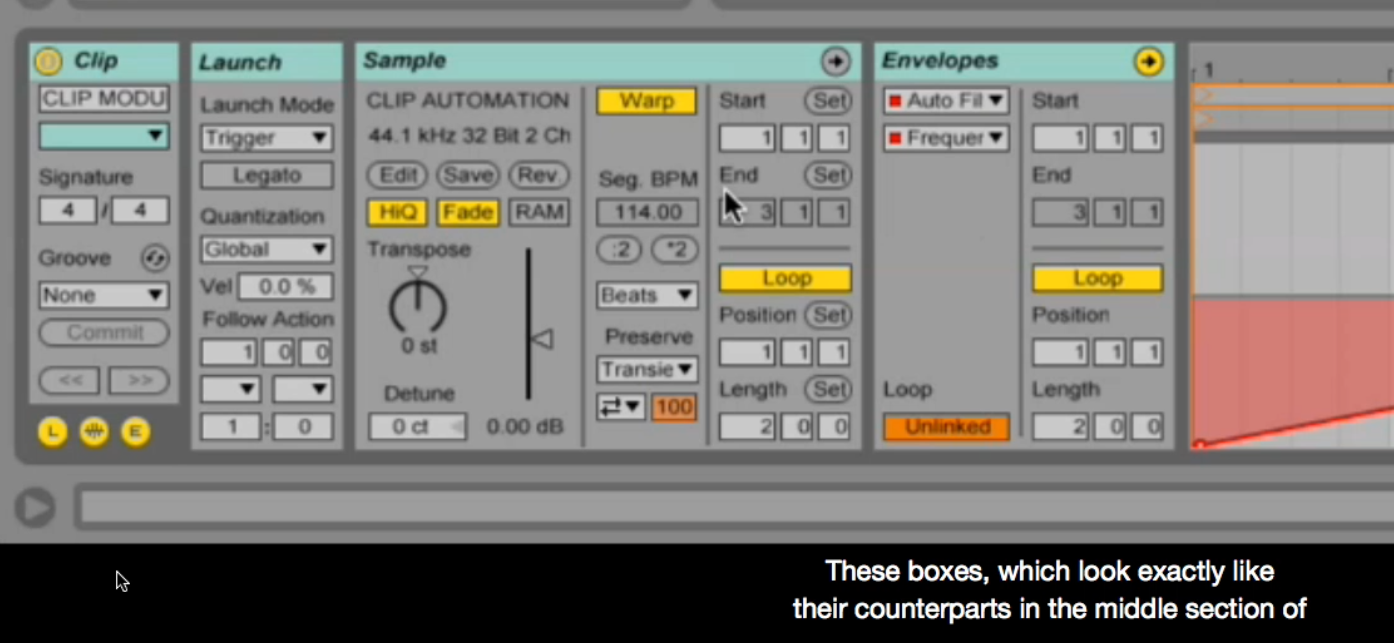 Clip
CLIP MODU
Signature
4 / 4
Groove
None
Commit
<< >>
L E
Launch
Launch Mode
Trigger
Legato
Quantization
Global
Vel 0.0 %
Follow Action
1 0 0
1 : 0
Sample
CLIP AUTOMATION
44.1 kHz 32 Bit 2 Ch
Edit Save Rev
HiQ Fade RAM
Transpose
0 st
Detune
0 ct 0.00 dB
Warp
Seg. BPM
114.00
:2 *2
Beats
Preserve
Transie
100
Start Set
1 1 1
End Set
3 1 1
Loop
Position Set
1 1 1
Length Set
2 0 0
Envelopes
Auto Fil
Frequer
Loop
Unlinked
Start
1 1 1
End
3 1 1
Loop
Position
1 1 1
Length
2 0 0
1
These boxes, which look exactly like
their counterparts in the middle section of